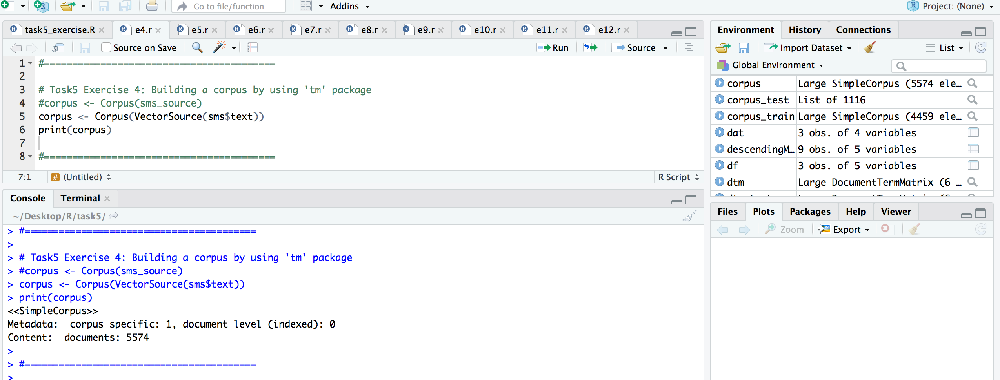 Go to file/function
Addins
Project: (None)
task5_exercise.R
e4.r
e5.r
e6.r
e7.r
e8.r
e9.r
e10.r
e11.r
e12.r
Source on Save
Run
Source
1 #=========================================
2
3 # Task5 Exercise 4: Building a corpus by using 'tm' package
4 #corpus <- Corpus(sms_source)
5 corpus <- Corpus(VectorSource(sms$text))
6 print(corpus)
7
8 #=========================================
7:1
# (Untitled)
R Script
Console
Terminal
~/Desktop/R/task5/
> #=========================================
>
> # Task5 Exercise 4: Building a corpus by using 'tm' package
> #corpus <- Corpus(sms_source)
> corpus <- Corpus(VectorSource(sms$text))
> print(corpus)
<<SimpleCorpus>>
Metadata:  corpus specific: 1, document level (indexed): 0
Content:  documents: 5574
>
> #=========================================
>
Environment
History
Connections
Import Dataset
List
Global Environment
corpus Large SimpleCorpus (5574 ele…
corpus_test List of 1116
corpus_train Large SimpleCorpus (4459 ele…
dat 3 obs. of 4 variables
descendingM… 9 obs. of 5 variables
df 3 obs. of 5 variables
dtm Large DocumentTermMatrix (6 …
Files
Plots
Packages
Help
Viewer
Zoom
Export